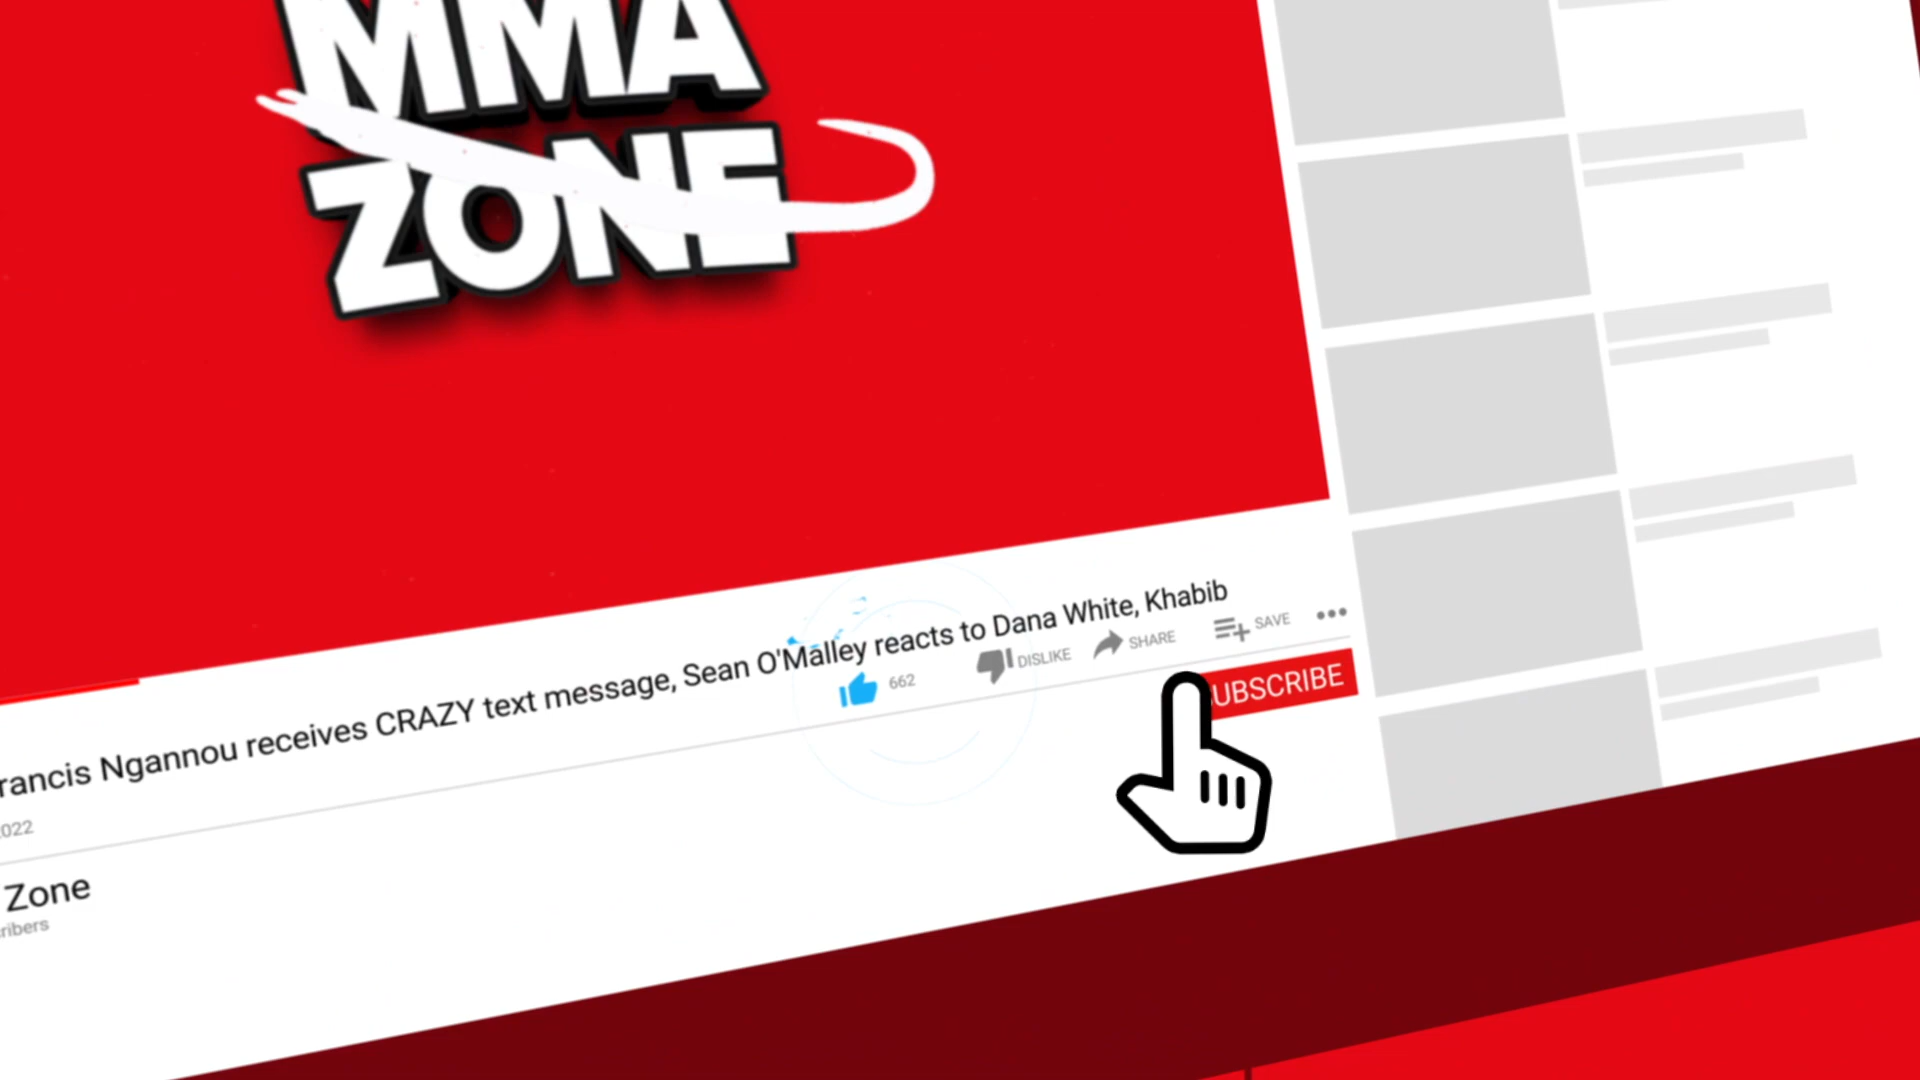 MMA
ZONE
rancis Ngannou receives CRAZY text message, Sean O'Malley reacts to Dana White, Khabib
022
662
DISLIKE
SHARE
SAVE
Zone
ribers
UBSCRIBE